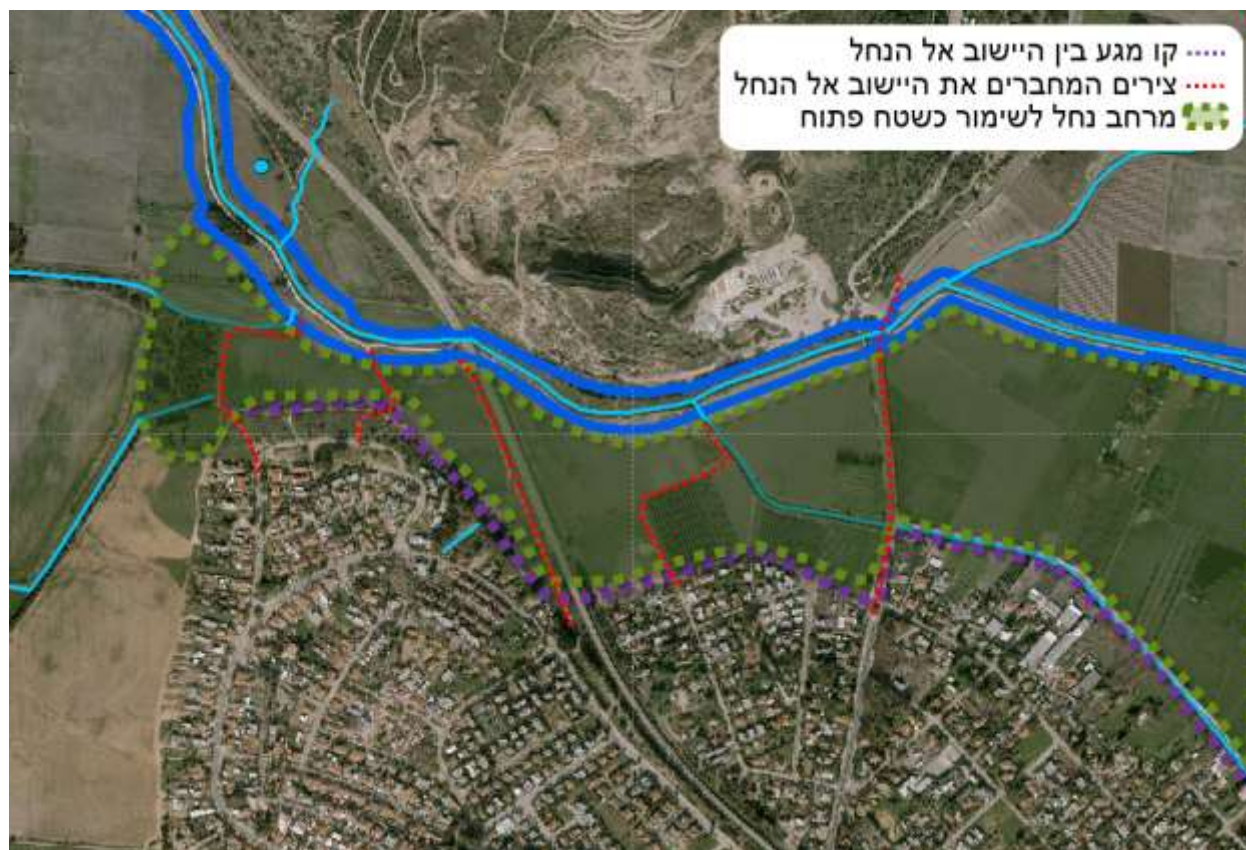 קו מגע בין היישוב אל הנחל
צירים המחברים את היישוב אל הנחל
מרחב נחל לשימור כשטח פתוח